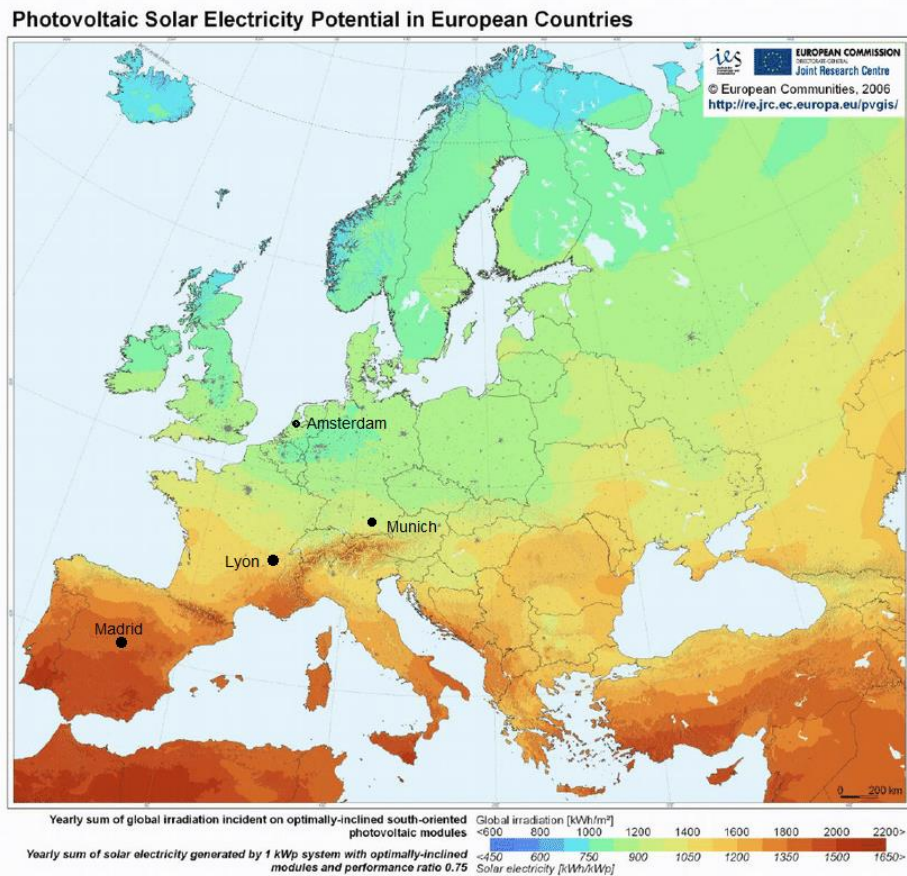 Photovoltaic Solar Electricity Potential in European Countries
ies
EUROPEAN COMMISSION
DIRECTORATE-GENERAL
Joint Research Centre
© European Communities, 2006
http://re.jrc.ec.europa.eu/pvgis/
Amsterdam
Munich
Lyon
Madrid
0 200 km
Yearly sum of global irradiation incident on optimally-inclined south-oriented
photovoltaic modules
Global irradiation [kWh/m²]
<600 800 1000 1200 1400 1600 1800 2000 2200>
Yearly sum of solar electricity generated by 1 kWp system with optimally-inclined
modules and performance ratio 0.75
<450 600 750 900 1050 1200 1350 1500 1650>
Solar electricity [kWh/kWp]